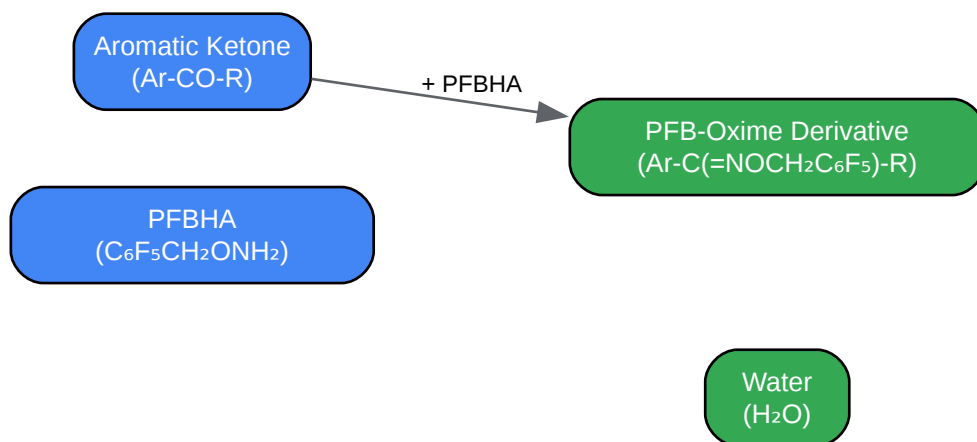 Aromatic Ketone
(Ar-CO-R)
+ PFBHA
PFB-Oxime Derivative
(Ar-C(=NOCH₂C₆F₅)-R)
PFBHA
(C₆F₅CH₂ONH₂)
Water
(H₂O)